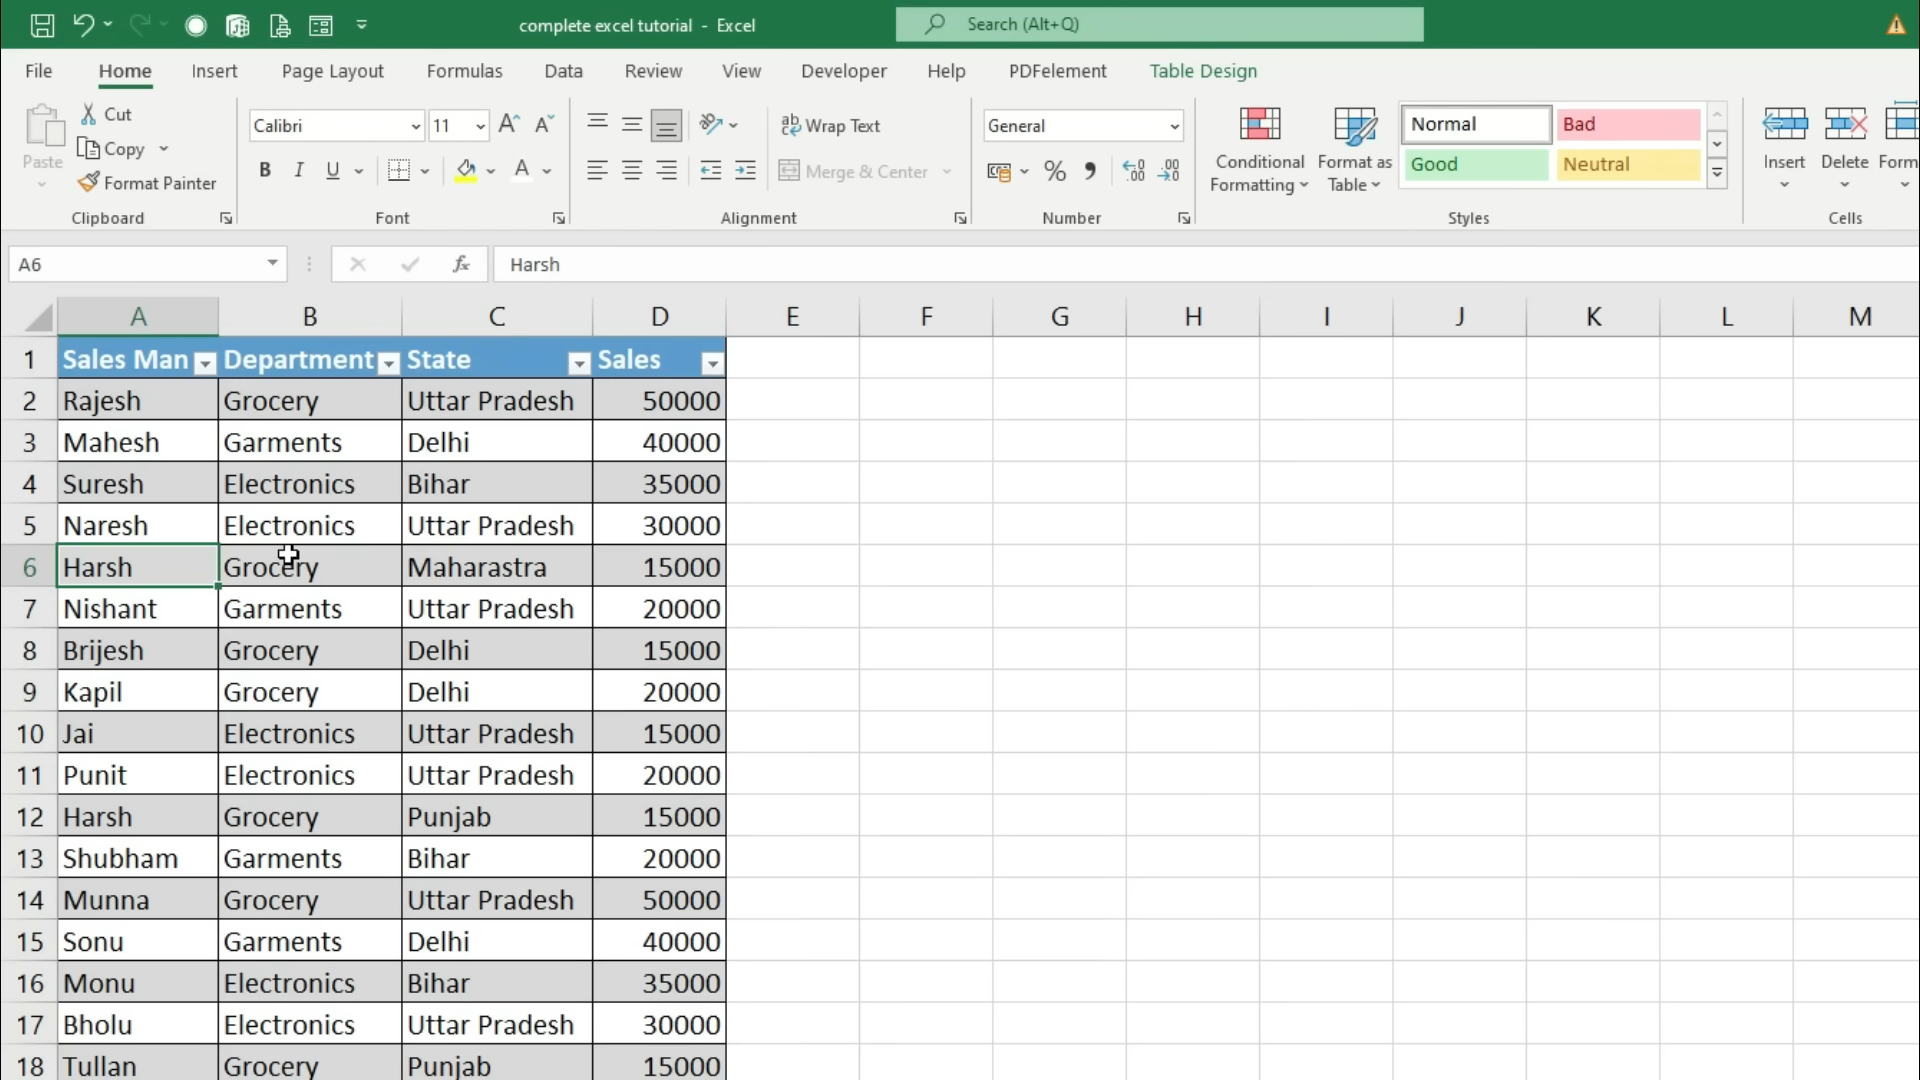 complete excel tutorial - Excel
Search (Alt+Q)
File Home Insert Page Layout Formulas Data Review View Developer Help PDFelement Table Design
Paste
Cut
Copy
Format Painter
Clipboard
Calibri 11
B I U
Font
Wrap Text
Merge & Center
Alignment
General
Number
Conditional Formatting
Format as Table
Normal Bad
Good Neutral
Styles
Insert Delete Form
Cells
A6 fx Harsh
A B C D E F G H I J K L M
1 Sales Man Department State Sales
2 Rajesh Grocery Uttar Pradesh 50000
3 Mahesh Garments Delhi 40000
4 Suresh Electronics Bihar 35000
5 Naresh Electronics Uttar Pradesh 30000
6 Harsh Grocery Maharastra 15000
7 Nishant Garments Uttar Pradesh 20000
8 Brijesh Grocery Delhi 15000
9 Kapil Grocery Delhi 20000
10 Jai Electronics Uttar Pradesh 15000
11 Punit Electronics Uttar Pradesh 20000
12 Harsh Grocery Punjab 15000
13 Shubham Garments Bihar 20000
14 Munna Grocery Uttar Pradesh 50000
15 Sonu Garments Delhi 40000
16 Monu Electronics Bihar 35000
17 Bholu Electronics Uttar Pradesh 30000
18 Tullan Grocery Punjab 15000